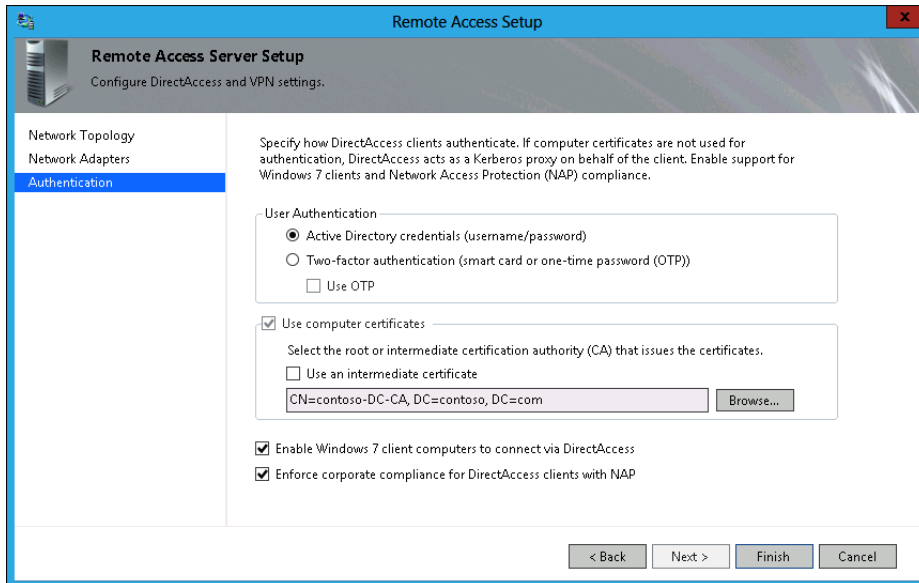 Remote Access Setup
x
Remote Access Server Setup
Configure DirectAccess and VPN settings.
Network Topology
Network Adapters
Authentication
Specify how DirectAccess clients authenticate. If computer certificates are not used for
authentication, DirectAccess acts as a Kerberos proxy on behalf of the client. Enable support for
Windows 7 clients and Network Access Protection (NAP) compliance.
User Authentication
Active Directory credentials (username/password)
Two-factor authentication (smart card or one-time password (OTP))
Use OTP
Use computer certificates
Select the root or intermediate certification authority (CA) that issues the certificates.
Use an intermediate certificate
CN=contoso-DC-CA, DC=contoso, DC=com
Browse...
Enable Windows 7 client computers to connect via DirectAccess
Enforce corporate compliance for DirectAccess clients with NAP
< Back
Next >
Finish
Cancel